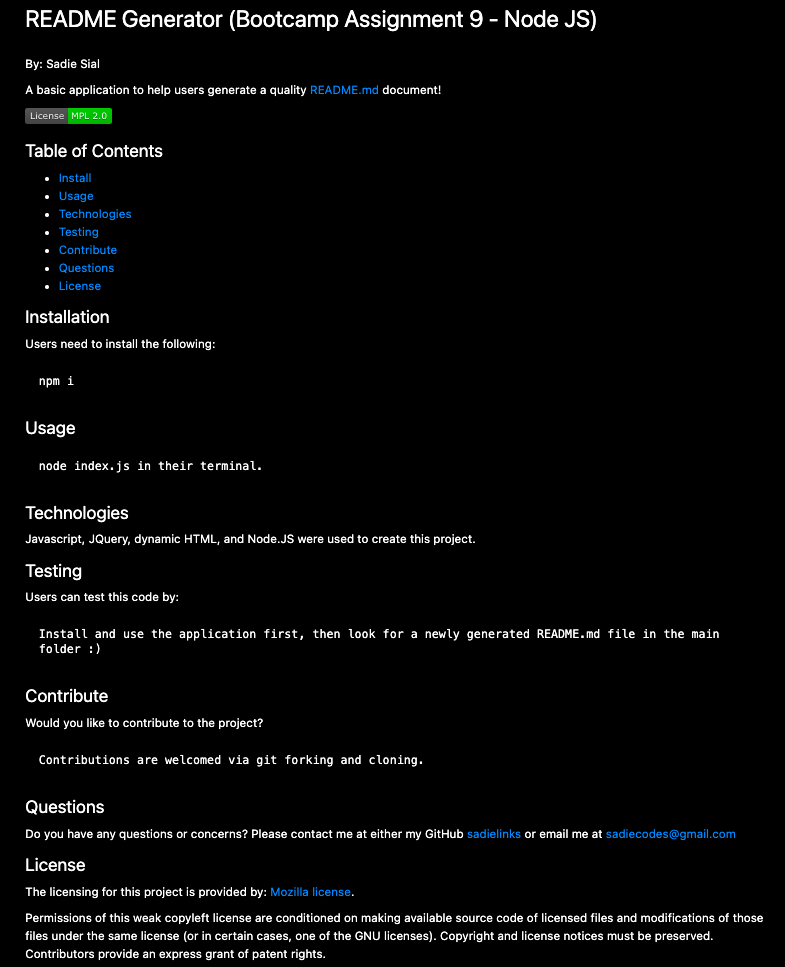 README Generator (Bootcamp Assignment 9 - Node JS)
By: Sadie Sial
A basic application to help users generate a quality README.md document!
License MPL 2.0
Table of Contents
Install
Usage
Technologies
Testing
Contribute
Questions
License
Installation
Users need to install the following:
npm i
Usage
node index.js in their terminal.
Technologies
Javascript, JQuery, dynamic HTML, and Node.JS were used to create this project.
Testing
Users can test this code by:
Install and use the application first, then look for a newly generated README.md file in the main
folder :)
Contribute
Would you like to contribute to the project?
Contributions are welcomed via git forking and cloning.
Questions
Do you have any questions or concerns? Please contact me at either my GitHub sadielinks or email me at sadiecodes@gmail.com
License
The licensing for this project is provided by: Mozilla license.
Permissions of this weak copyleft license are conditioned on making available source code of licensed files and modifications of those
files under the same license (or in certain cases, one of the GNU licenses). Copyright and license notices must be preserved.
Contributors provide an express grant of patent rights.